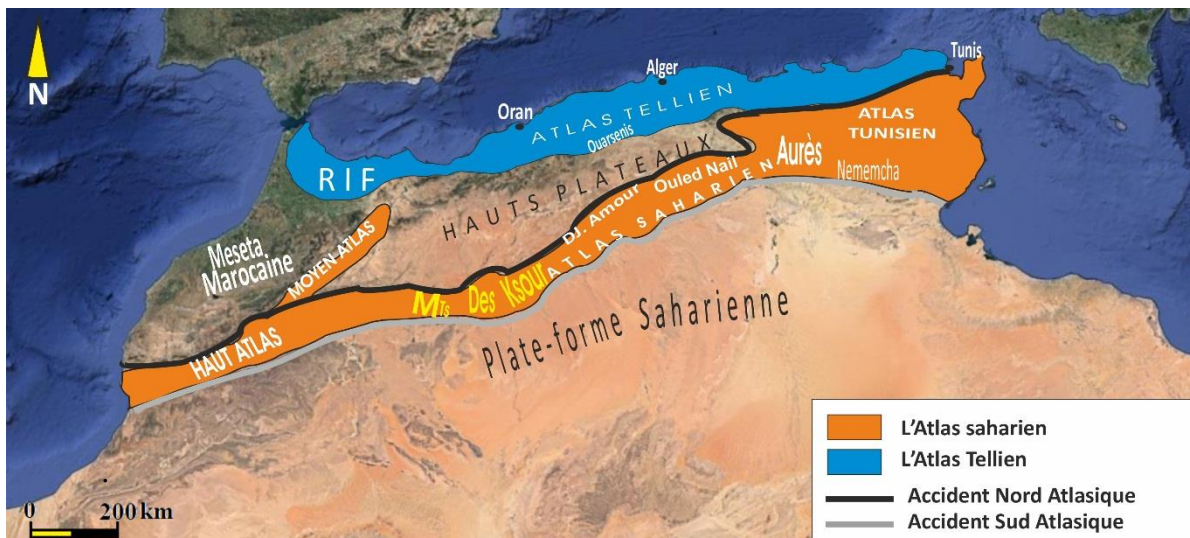 N
Tunis
Alger
Oran
ATLAS TELLIEN
Ouarsenis
ATLAS
TUNISIEN
RIF
HAUTS PLATEAUX
Aurès
Nememcha
Dj. Amour
Ouled Nail
ATLAS SAHARIEN
Meseta
Marocaine
MOYEN ATLAS
MTs Des Ksour
HAUT ATLAS
Plate-forme Saharienne
L'Atlas saharien
L'Atlas Tellien
Accident Nord Atlasique
Accident Sud Atlasique
0 200 km